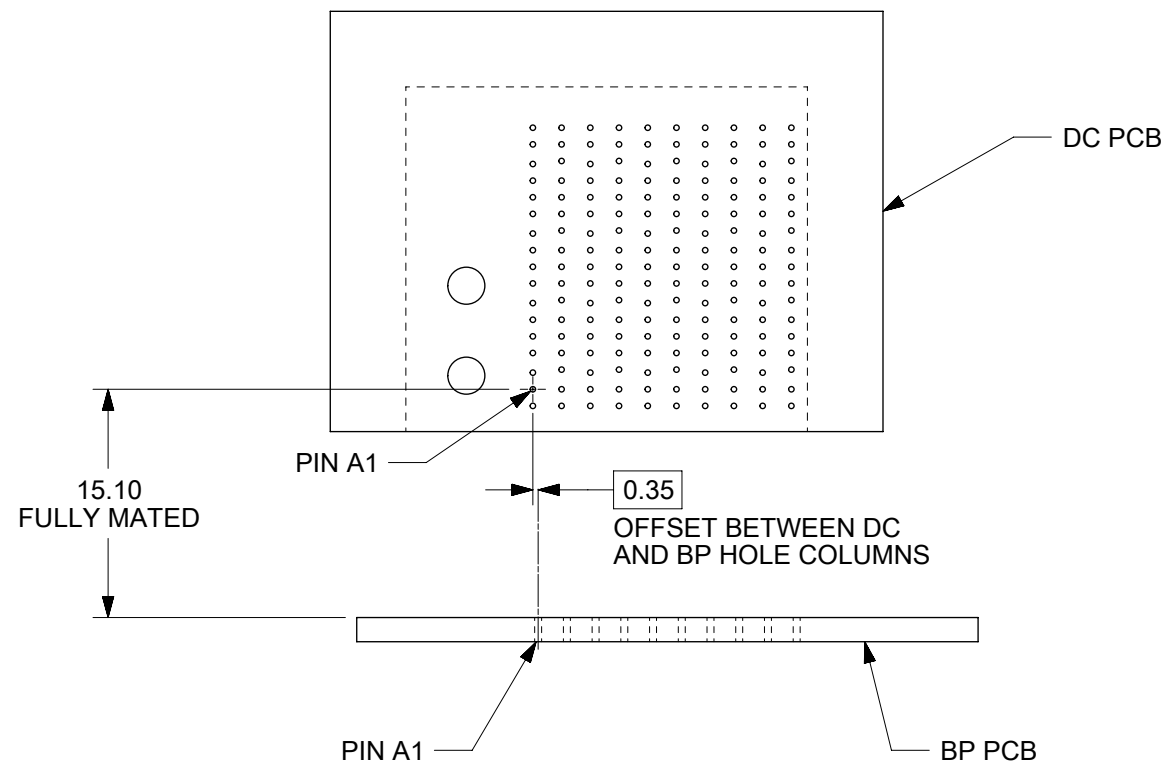 DC PCB
PIN A1
15.10
FULLY MATED
0.35
OFFSET BETWEEN DC
AND BP HOLE COLUMNS
PIN A1
BP PCB